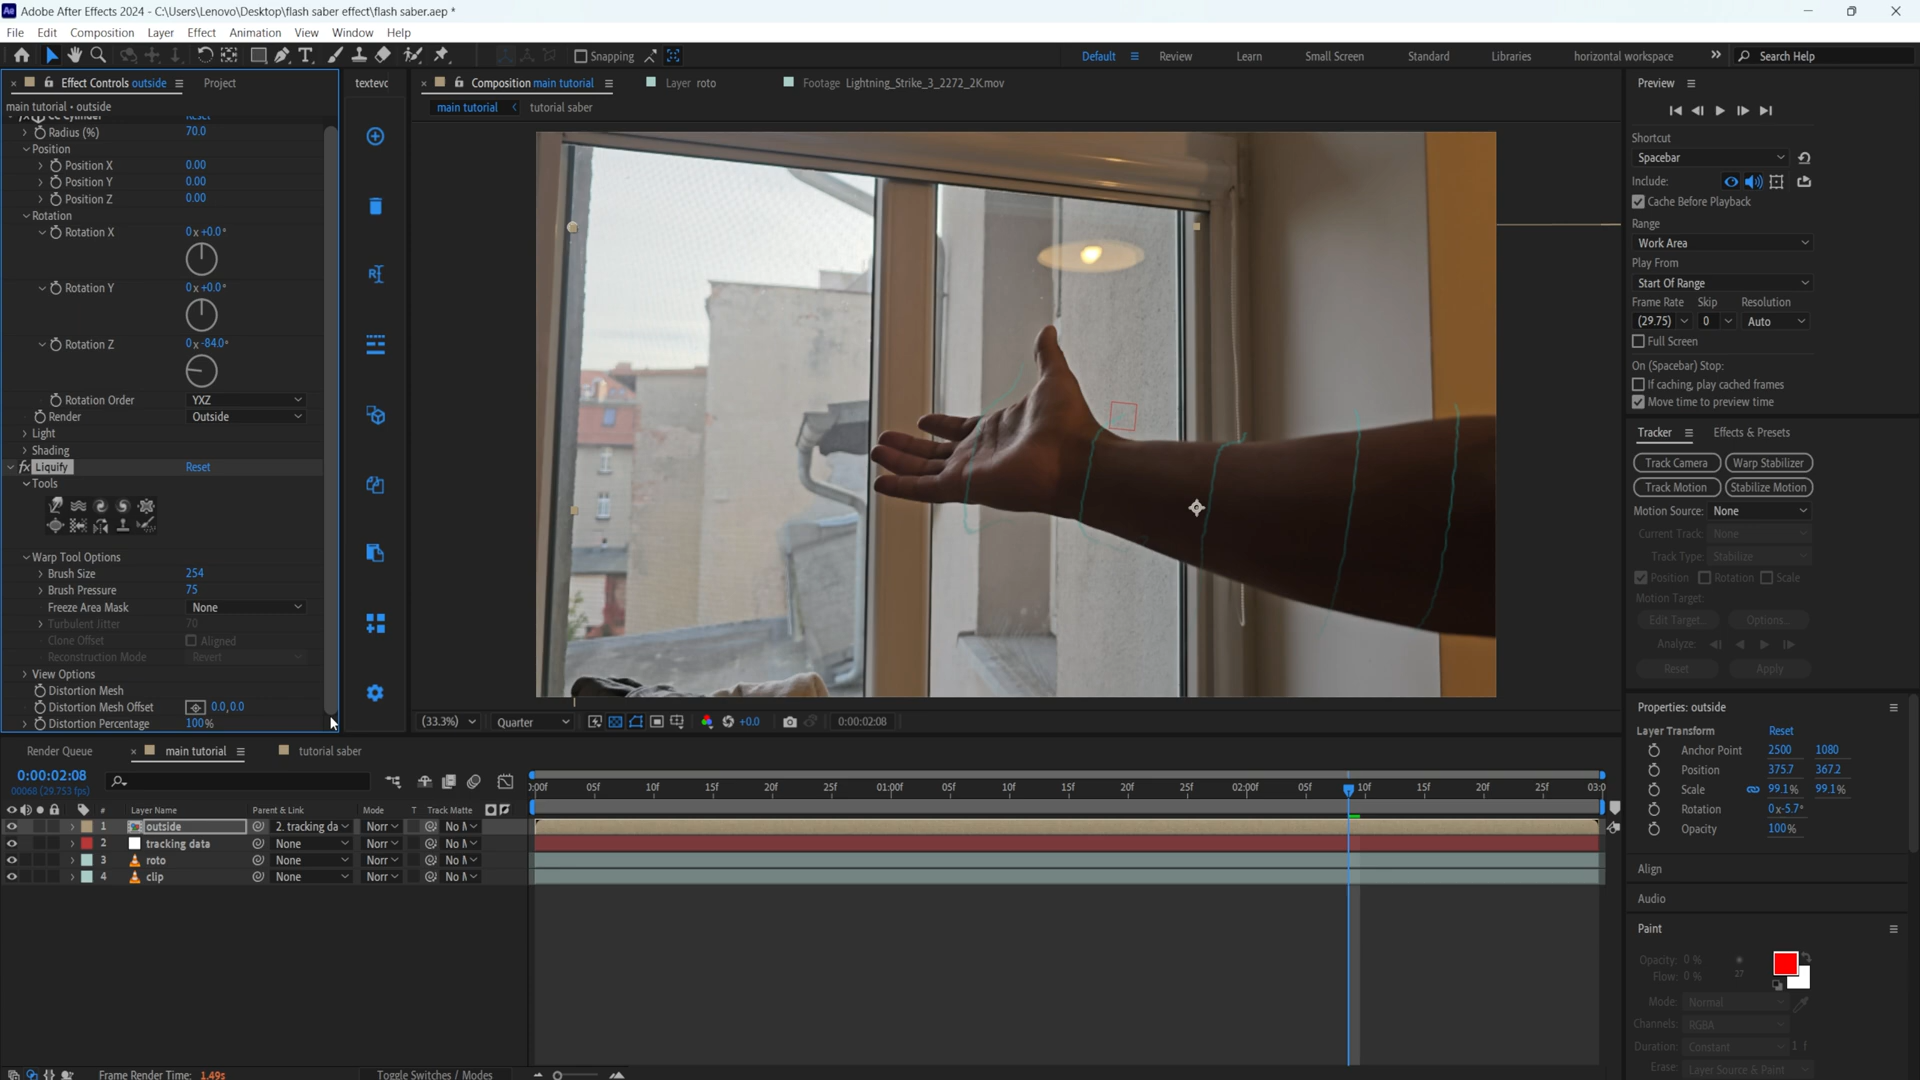 Adobe After Effects 2024 - C:\Users\Lenovo\Desktop\flash saber effect\flash saber.aep *
File Edit Composition Layer Effect Animation View Window Help
Snapping Default Review Learn Small Screen Standard Libraries horizontal workspace Search Help
Effect Controls outside Project
main tutorial • outside
Radius (%) 70.0
Position
Position X 0.00
Position Y 0.00
Position Z 0.00
Rotation
Rotation X 0x+0.0°
Rotation Y 0x+0.0°
Rotation Z 0x-84.0°
Rotation Order YXZ
Render Outside
Light
Shading
fx Liquify Reset
Tools
Warp Tool Options
Brush Size 254
Brush Pressure 75
Freeze Area Mask None
Turbulent Jitter 70
Clone Offset Aligned
Reconstruction Mode Revert
View Options
Distortion Mesh
Distortion Mesh Offset 0.0,0.0
Distortion Percentage 100%
textevo
Composition main tutorial Layer roto Footage Lightning_Strike_3_2272_2K.mov
main tutorial < tutorial saber
(33.3%) Quarter +0.0 0:00:02:08
Preview
Shortcut
Spacebar
Include:
Cache Before Playback
Range
Work Area
Play From
Start Of Range
Frame Rate Skip Resolution
(29.75) 0 Auto
Full Screen
On (Spacebar) Stop:
If caching, play cached frames
Move time to preview time
Tracker Effects & Presets
Track Camera Warp Stabilizer
Track Motion Stabilize Motion
Motion Source: None
Current Track: None
Track Type: Stabilize
Position Rotation Scale
Motion Target:
Edit Target... Options...
Analyze:
Reset Apply
Properties: outside
Layer Transform Reset
Anchor Point 2500 1080
Position 375.7 367.2
Scale 99.1% 99.1%
Rotation 0x-5.7°
Opacity 100%
Align
Audio
Paint
Opacity: 0 %
Flow: 0 % 27
Mode: Normal
Channels: RGBA
Duration: Constant 1 f
Erase: Layer Source & Paint
Render Queue main tutorial tutorial saber
0:00:02:08
00068 (29.753 fps)
:00f 05f 10f 15f 20f 25f 01:00f 05f 10f 15f 20f 25f 02:00f 05f 10f 15f 20f 25f 03:0
# Layer Name Parent & Link Mode T Track Matte
1 outside 2. tracking da Norr No M
2 tracking data None Norr No M
3 roto None Norr No M
4 clip None Norr No M
Frame Render Time: 1.49s Toggle Switches / Modes